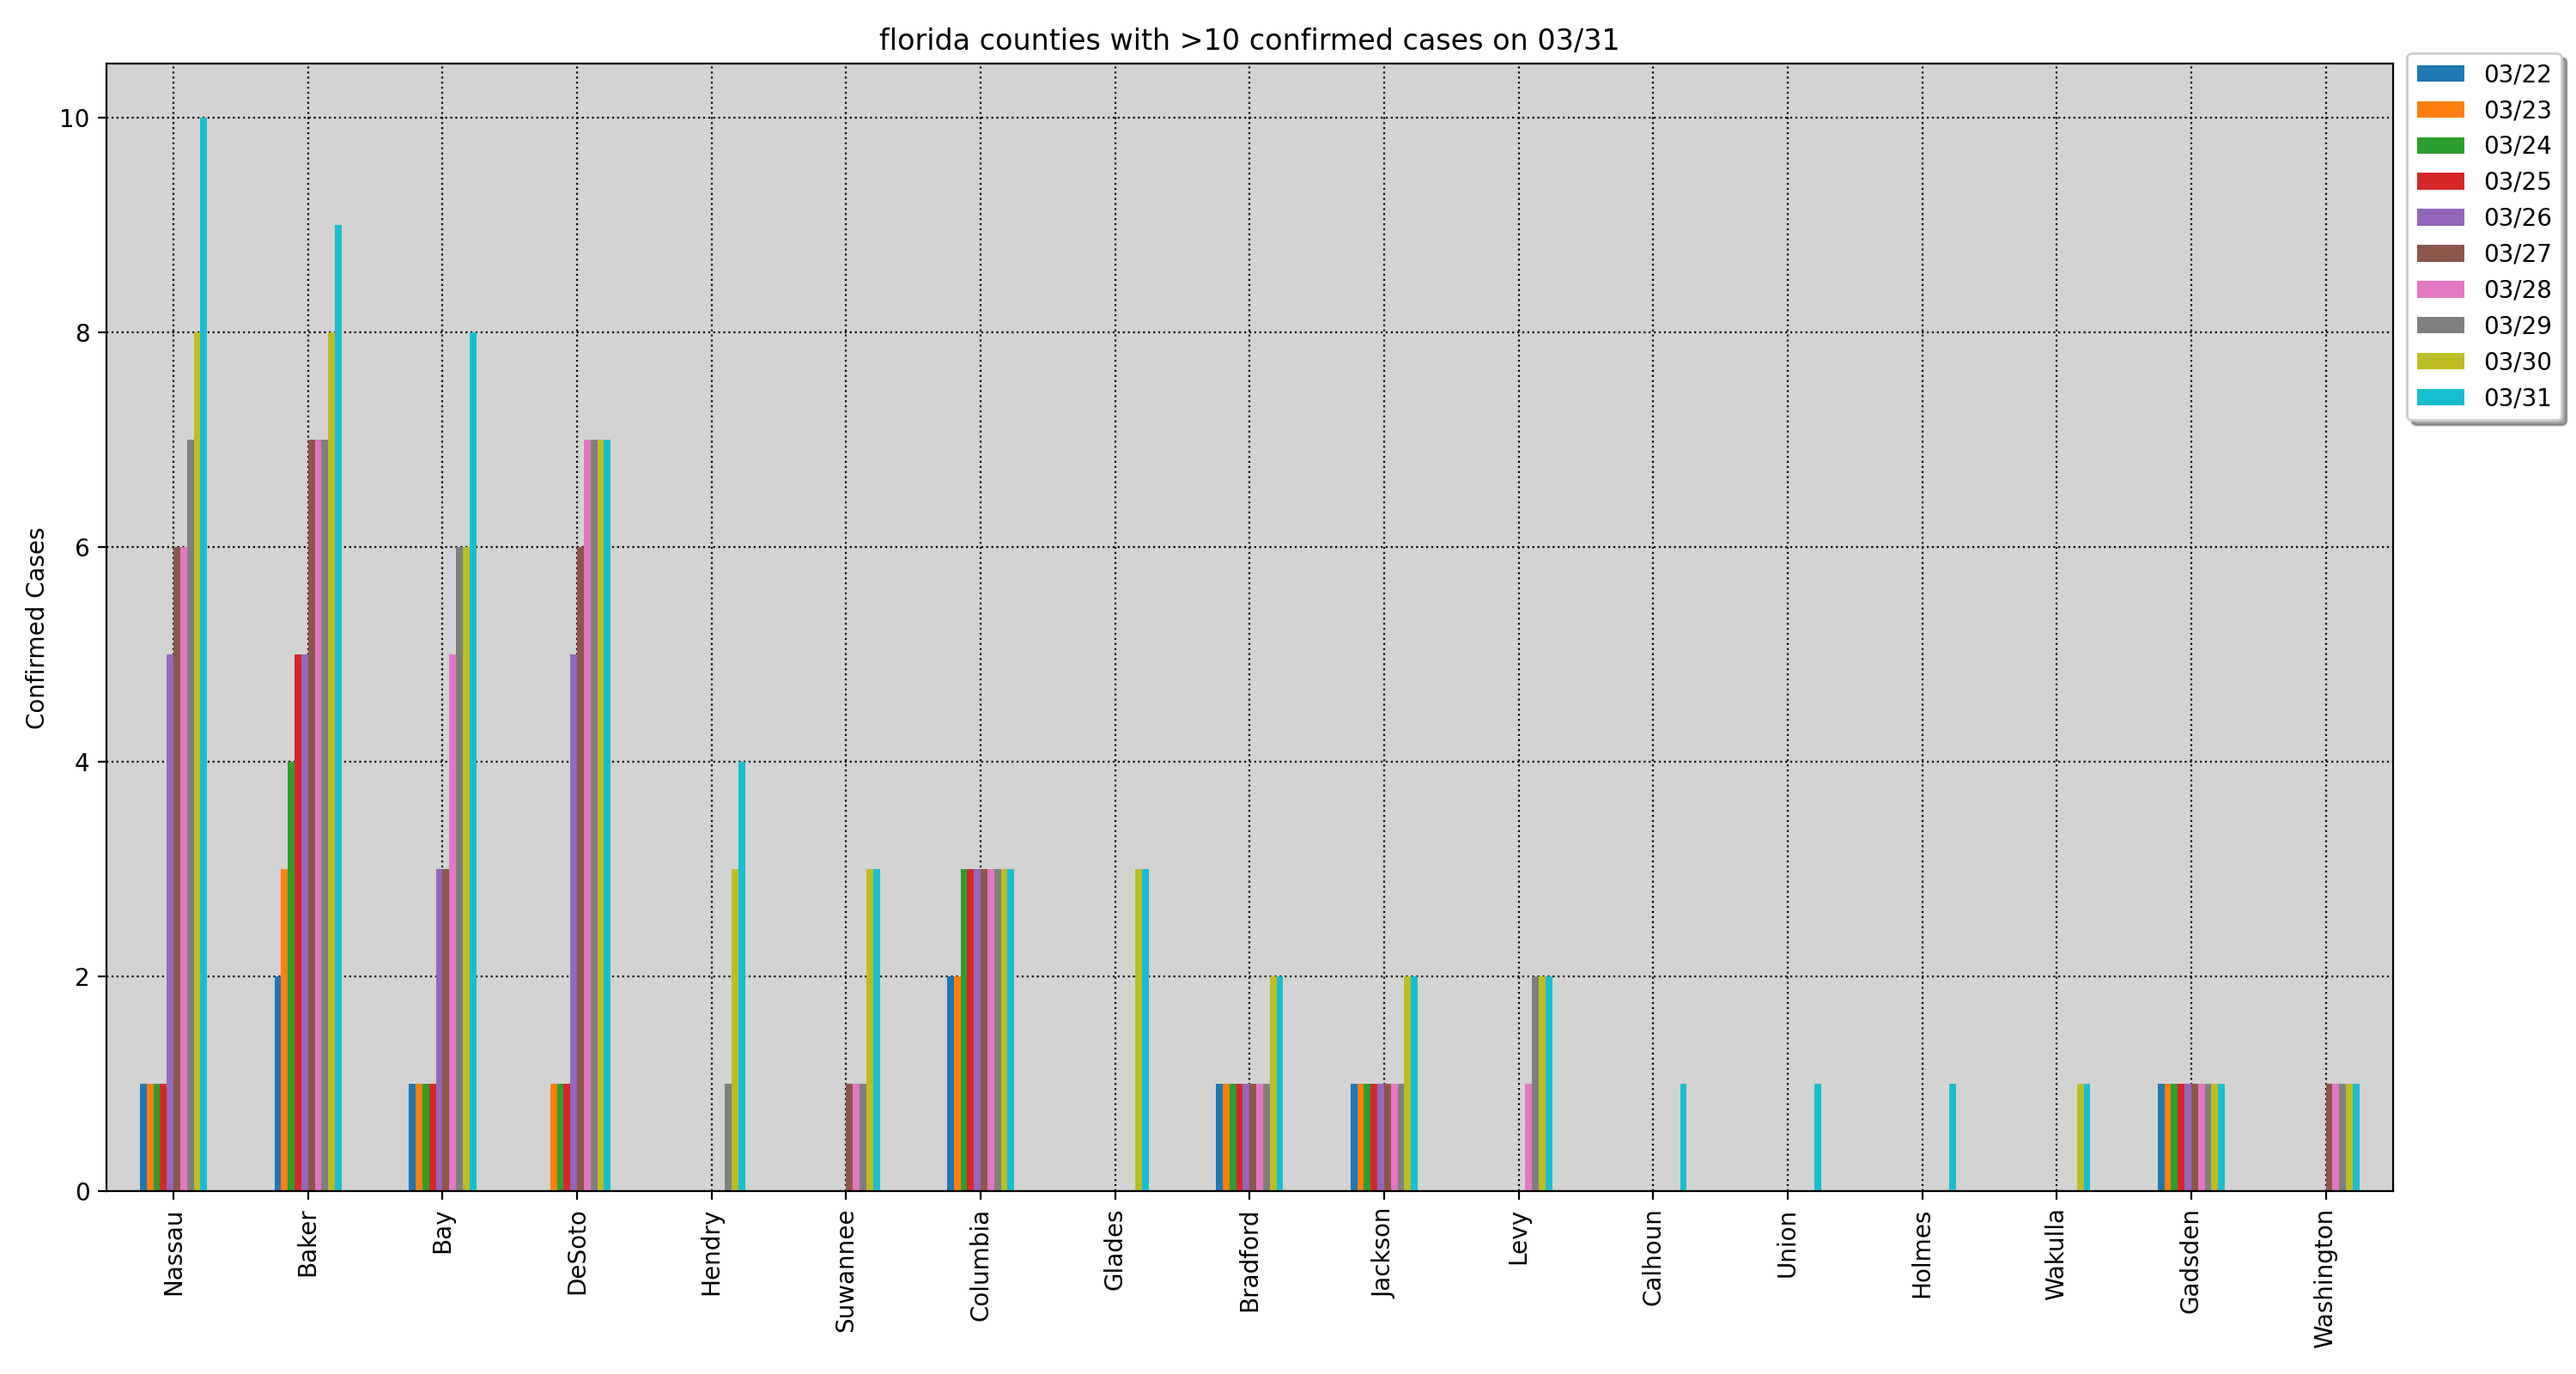 florida counties with >10 confirmed cases on 03/31
03/22
03/23
03/24
03/25
03/26
03/27
03/28
03/29
03/30
03/31
Confirmed Cases
10
8
6
4
2
0
Nassau
Baker
Bay
DeSoto
Hendry
Suwannee
Columbia
Glades
Bradford
Jackson
Levy
Calhoun
Union
Holmes
Wakulla
Gadsden
Washington